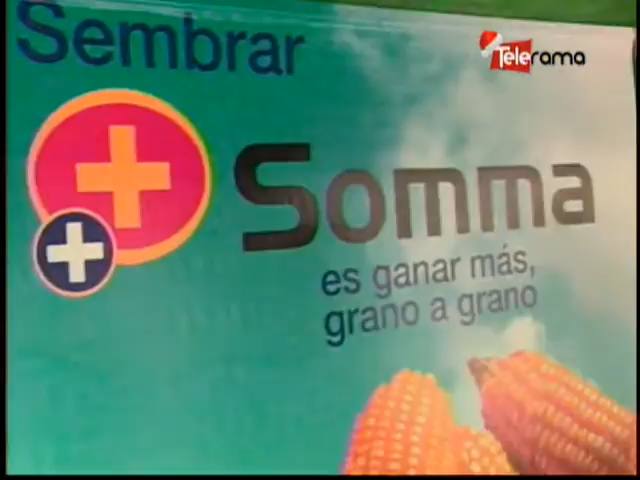 Sembrar
Telerama
Somma
es ganar más,
grano a grano